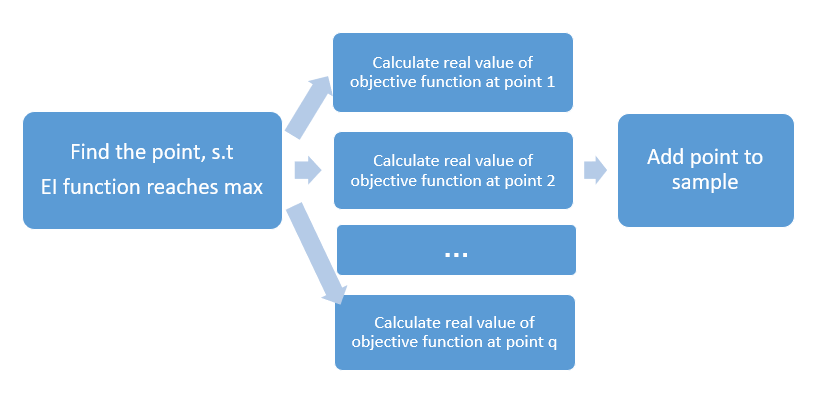 Find the point, s.t
EI function reaches max
Calculate real value of
objective function at point 1
Calculate real value of
objective function at point 2
...
Calculate real value of
objective function at point q
Add point to
sample